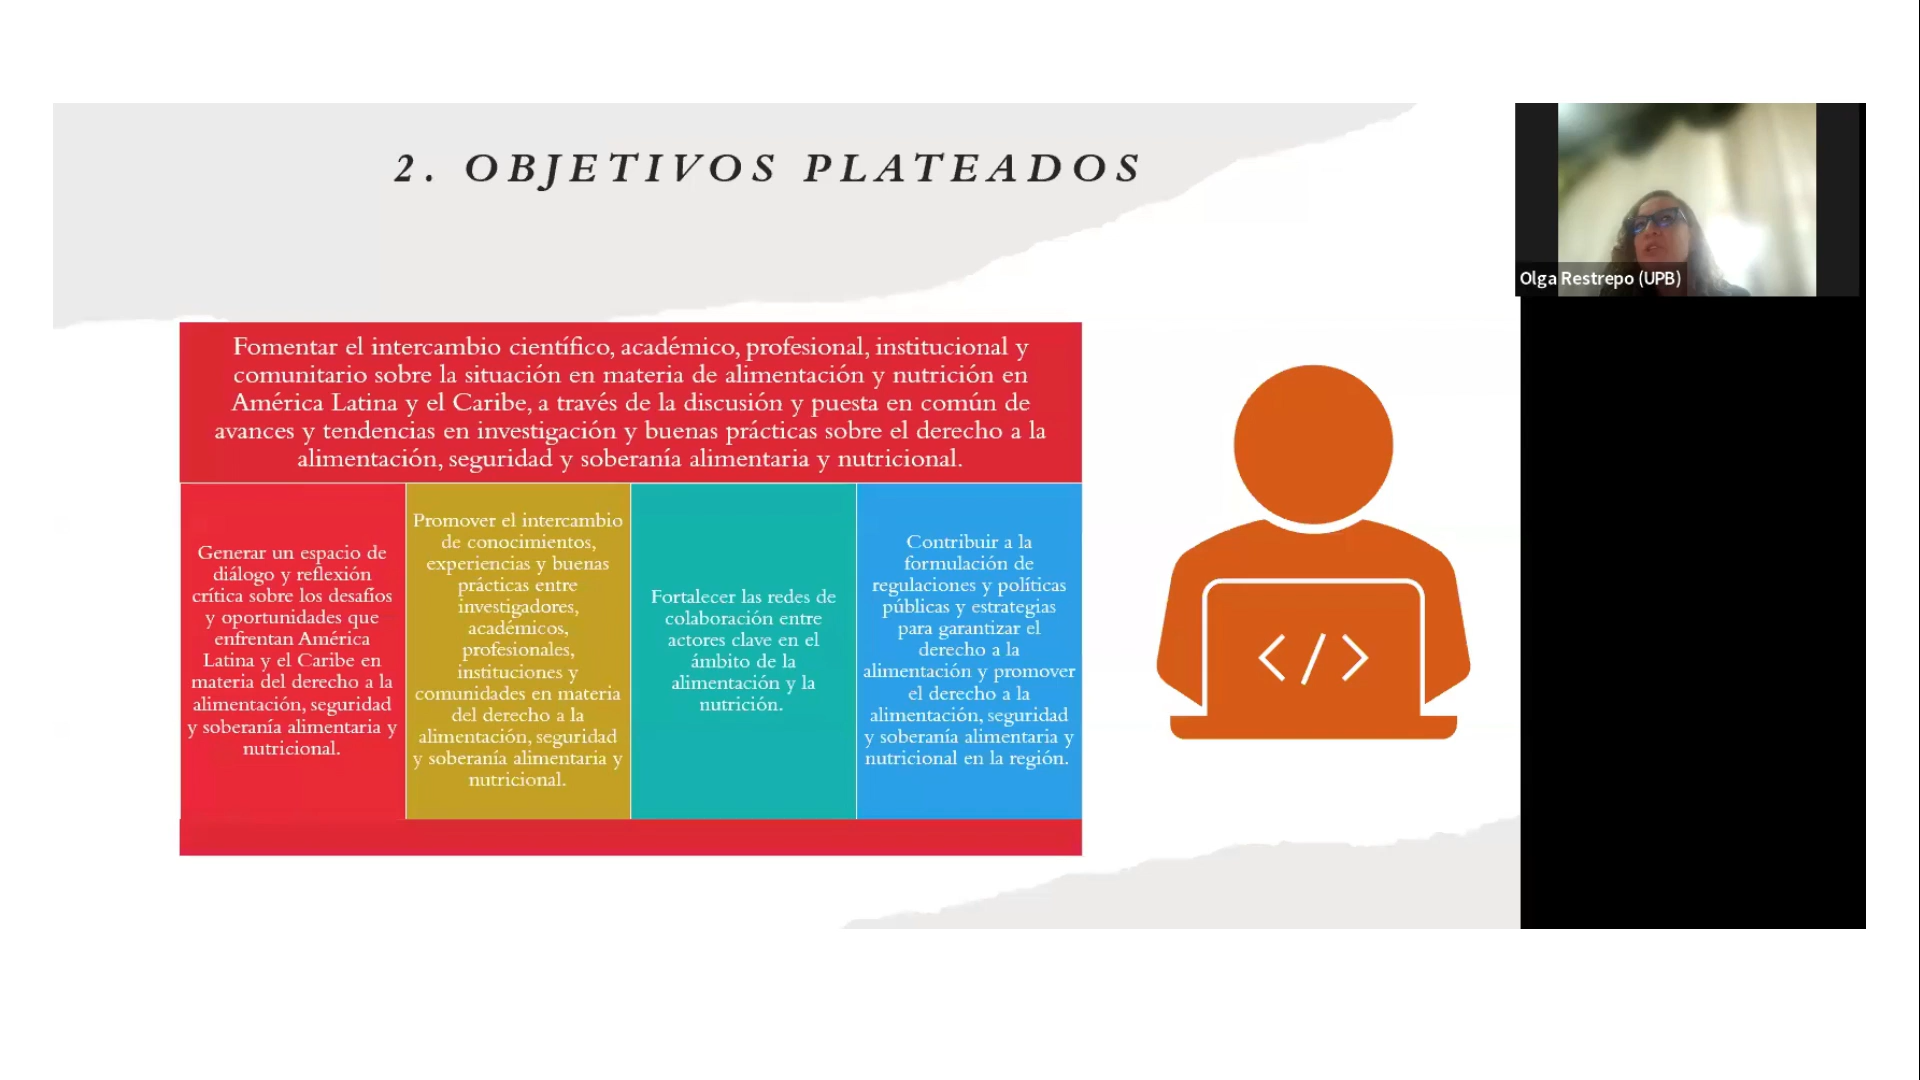 2. OBJETIVOS PLATEADOS
Fomentar el intercambio científico, académico, profesional, institucional y
comunitario sobre la situación en materia de alimentación y nutrición en
América Latina y el Caribe, a través de la discusión y puesta en común de
avances y tendencias en investigación y buenas prácticas sobre el derecho a la
alimentación, seguridad y soberanía alimentaria y nutricional.
Generar un espacio de
diálogo y reflexión
crítica sobre los desafíos
y oportunidades que
enfrentan América
Latina y el Caribe en
materia del derecho a la
alimentación, seguridad
y soberanía alimentaria y
nutricional.
Promover el intercambio
de conocimientos,
experiencias y buenas
prácticas entre
investigadores,
académicos,
profesionales,
instituciones y
comunidades en materia
del derecho a la
alimentación, seguridad
y soberanía alimentaria y
nutricional.
Fortalecer las redes de
colaboración entre
actores clave en el
ámbito de la
alimentación y la
nutrición.
Contribuir a la
formulación de
regulaciones y políticas
públicas y estrategias
para garantizar el
derecho a la
alimentación y promover
el derecho a la
alimentación, seguridad
y soberanía alimentaria y
nutricional en la región.
</>
Olga Restrepo (UPB)